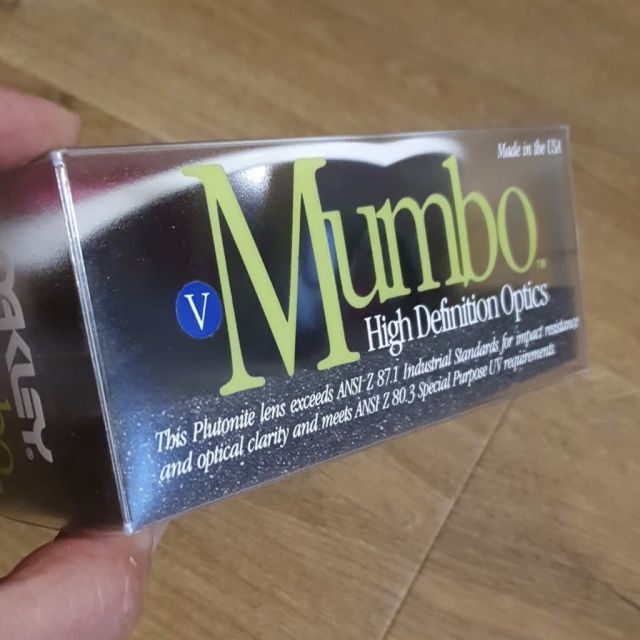 Made in the USA
V
Mumbo™
High Definition Optics
This Plutonite lens exceeds ANSI Z 87.1 Industrial Standards for impact resistance
and optical clarity and meets ANSI Z 80.3 Special Purpose UV requirements.
OAKLEY®